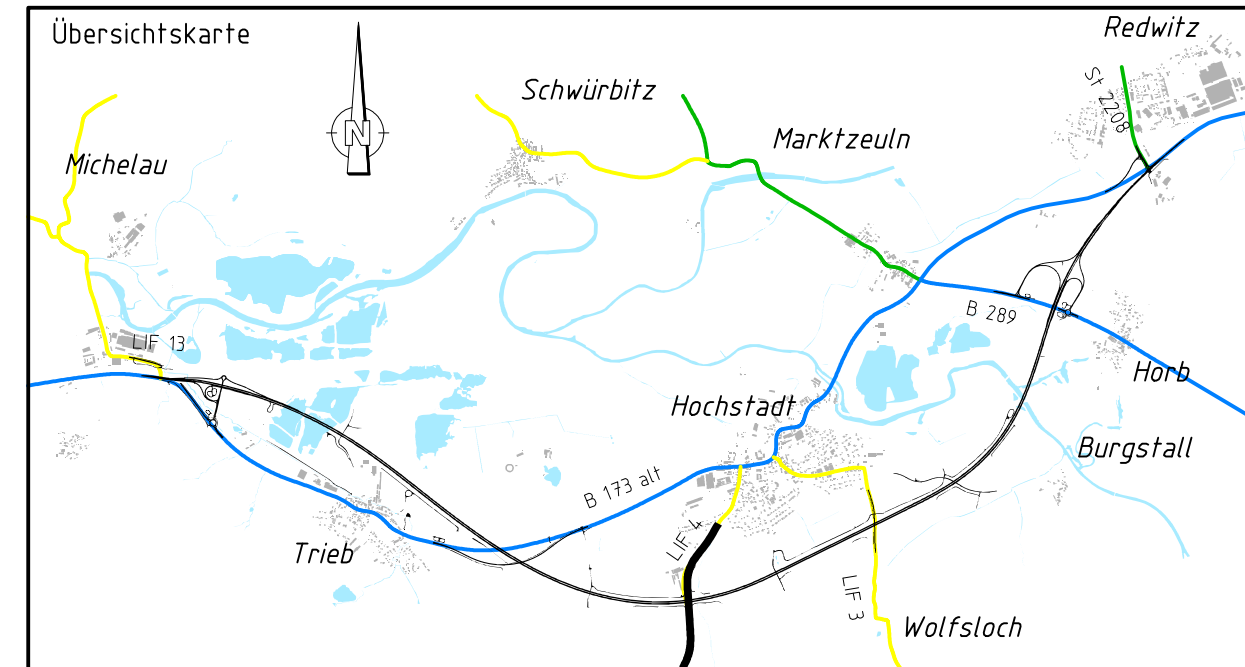 Übersichtskarte
Redwitz
St 2208
Schwürbitz
N
Marktzeuln
Michelau
B 289
LIF 13
Horb
Hochstadt
Burgstall
B 173 alt
LIF 4
Trieb
LIF 3
Wolfsloch